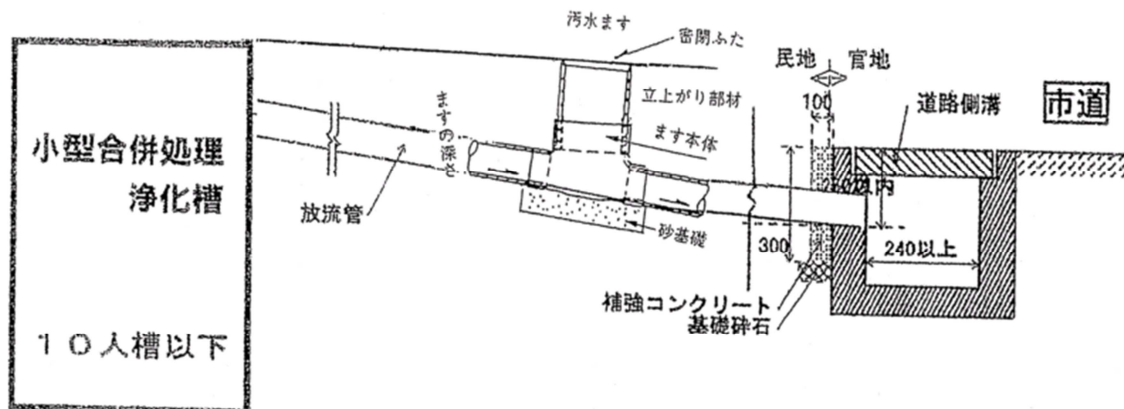 汚水ます
密閉ふた
民地
官地
小型合併処理
浄化槽
１０人槽以下
ますの深さ
立上がり部材
ます本体
放流管
砂基礎
100
道路側溝
市道
以内
300
240以上
補強コンクリート
基礎砕石